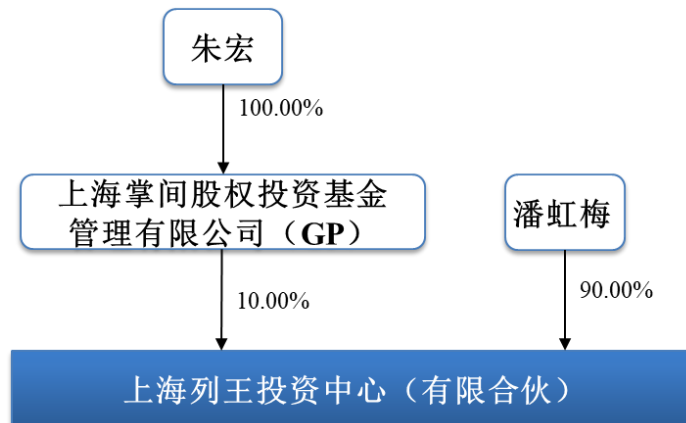 朱宏
100.00%
上海掌间股权投资基金
管理有限公司（GP）
潘虹梅
10.00%
90.00%
上海列王投资中心（有限合伙）